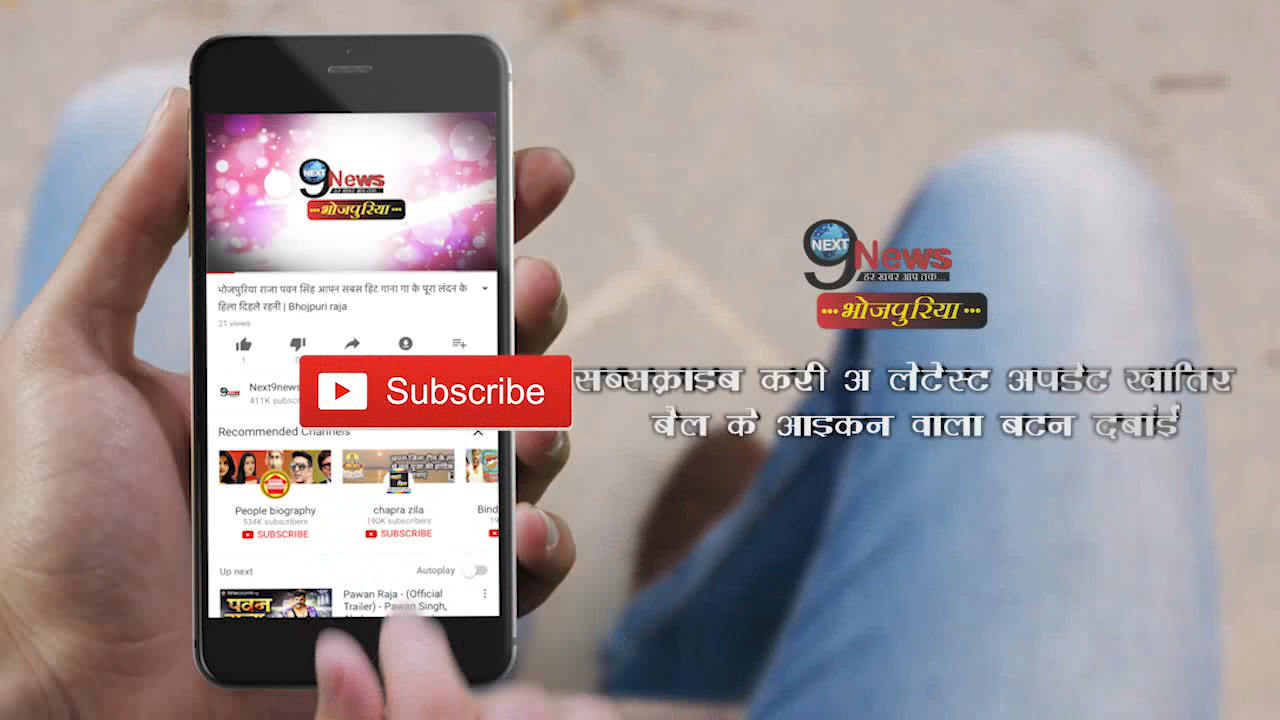 NEXT
9 News
हर खबर आप तक...
भोजपुरिया
भोजपुरिया राजा पवन सिंह आपन सबस हिट गाना गा के पूरा लंदन के
हिला दिहले रहनी | Bhojpuri raja
21 views
1
Next9news
411K
Subscribe
Recommended Channels
People biography
534K subscribers
SUBSCRIBE
chapra zila
190K subscribers
SUBSCRIBE
Bind
19
Up next
Autoplay
पवन
Pawan Raja - (Official
Trailer) - Pawan Singh,
NEXT
9 News
हर खबर आप तक...
भोजपुरिया
सब्सक्राइब करी अ लेटेस्ट अपडेट खातिर
बेल के आइकन वाला बटन दबांई